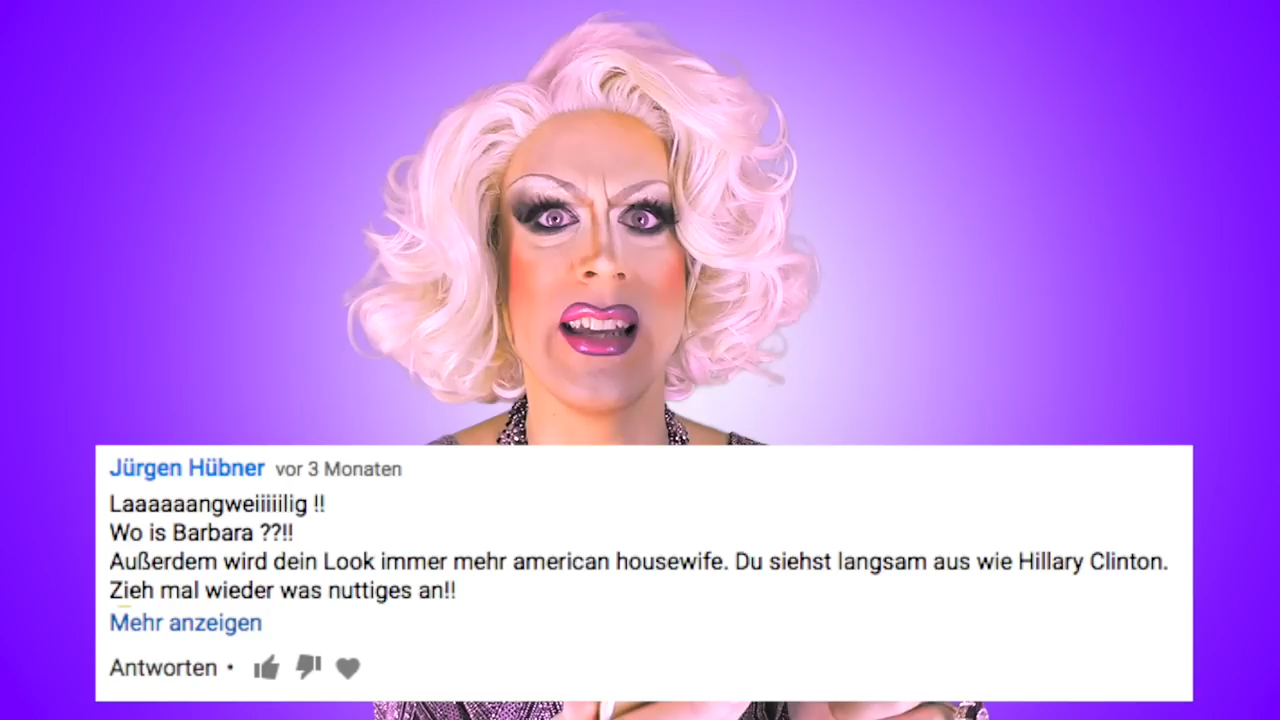 Jürgen Hübner vor 3 Monaten
Laaaaaangweiiiiilig !!
Wo is Barbara ??!!
Außerdem wird dein Look immer mehr american housewife. Du siehst langsam aus wie Hillary Clinton.
Zieh mal wieder was nuttiges an!!
Mehr anzeigen
Antworten •